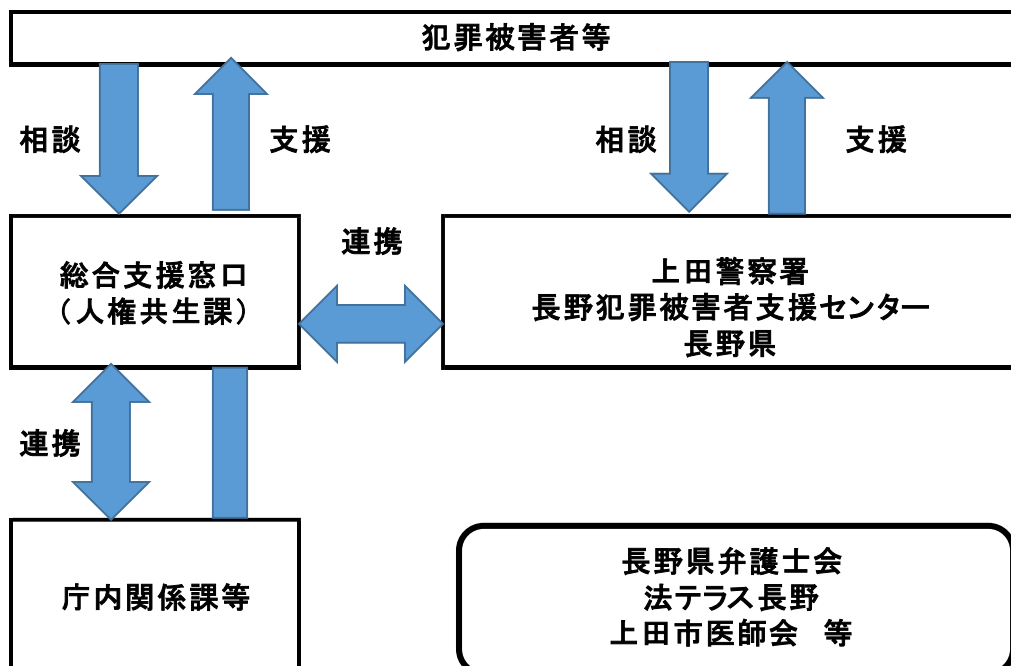 犯罪被害者等
相談
支援
相談
支援
総合支援窓口
（人権共生課）
連携
上田警察署
長野犯罪被害者支援センター
長野県
連携
庁内関係課等
長野県弁護士会
法テラス長野
上田市医師会　等